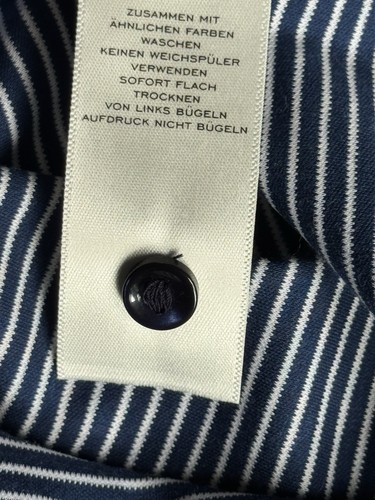 ZUSAMMEN MIT
ÄHNLICHEN FARBEN
WASCHEN
KEINEN WEICHSPÜLER
VERWENDEN
SOFORT FLACH
TROCKNEN
VON LINKS BÜGELN
AUFDRUCK NICHT BÜGELN